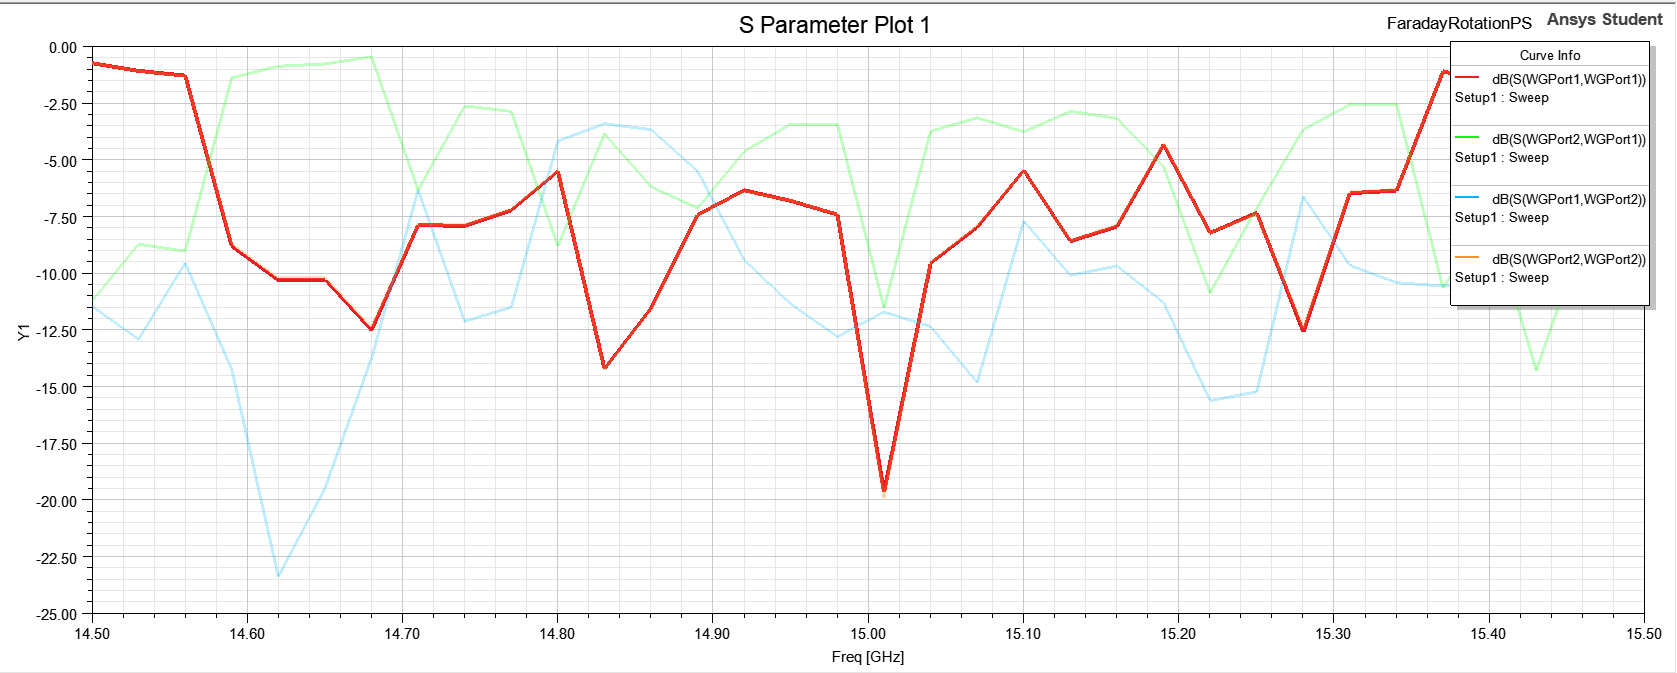 S Parameter Plot 1
FaradayRotationPS
Ansys Student
Curve Info
dB(S(WGPort1,WGPort1))
Setup1 : Sweep
dB(S(WGPort2,WGPort1))
Setup1 : Sweep
dB(S(WGPort1,WGPort2))
Setup1 : Sweep
dB(S(WGPort2,WGPort2))
Setup1 : Sweep
0.00
-2.50
-5.00
-7.50
-10.00
-12.50
-15.00
-17.50
-20.00
-22.50
-25.00
Y1
14.50 14.60 14.70 14.80 14.90 15.00 15.10 15.20 15.30 15.40 15.50
Freq [GHz]